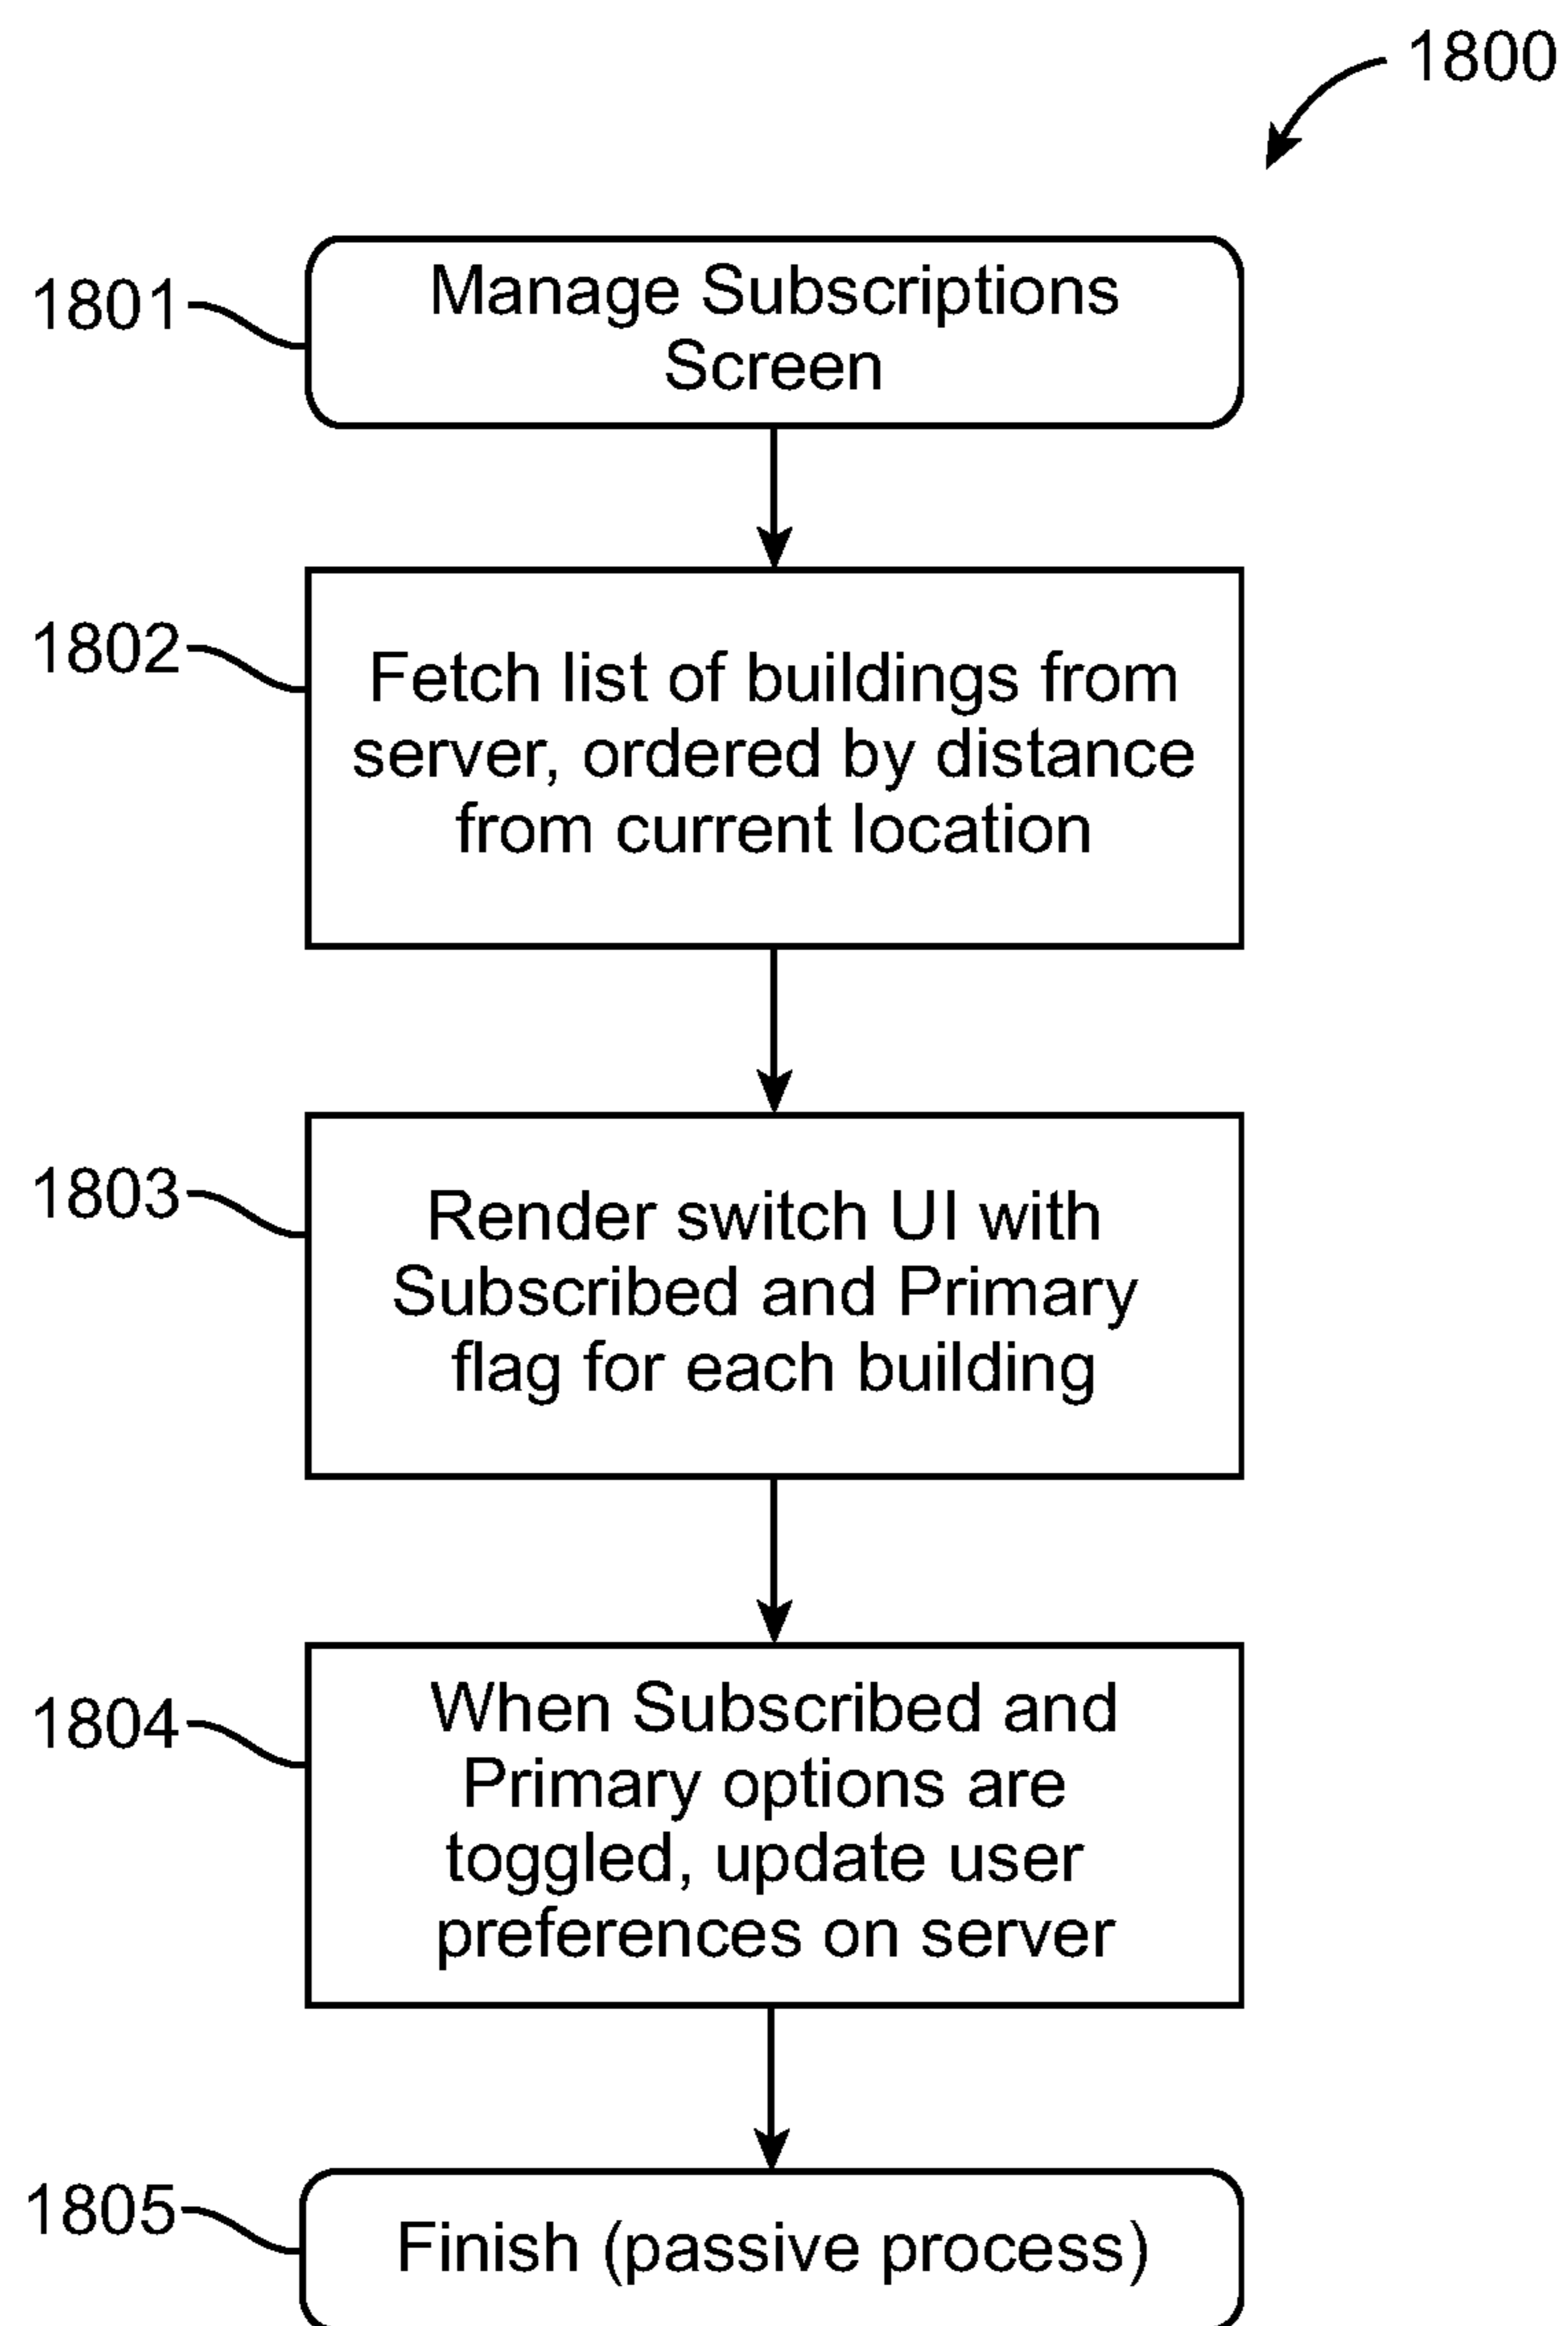 1800
1801
Manage Subscriptions
Screen
1802
Fetch list of buildings from
server, ordered by distance
from current location
1803
Render switch UI with
Subscribed and Primary
flag for each building
1804
When Subscribed and
Primary options are
toggled, update user
preferences on server
1805
Finish (passive process)